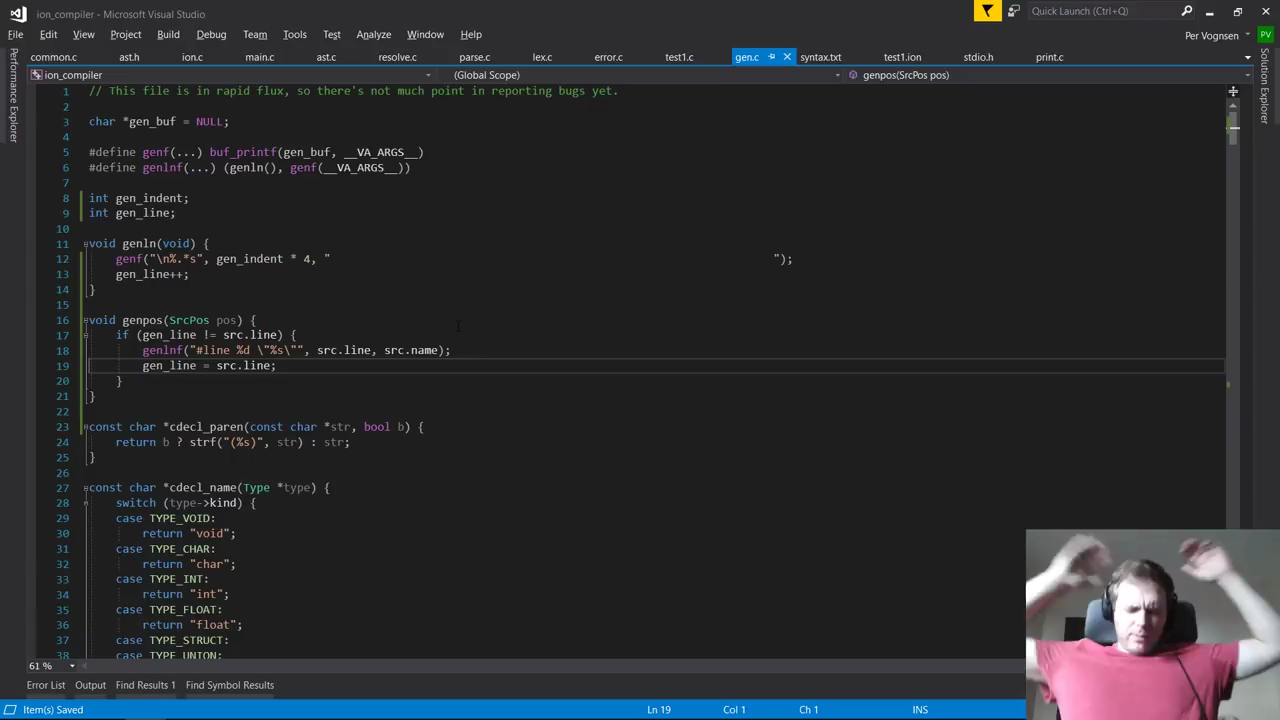 ion_compiler - Microsoft Visual Studio
Quick Launch (Ctrl+Q)
File Edit View Project Build Debug Team Tools Test Analyze Window Help
Per Vognsen PV
common.c ast.h ion.c main.c ast.c resolve.c parse.c lex.c error.c test1.c gen.c syntax.txt test1.ion stdio.h print.c
ion_compiler (Global Scope) genpos(SrcPos pos)
Performance Explorer
Solution Explorer
1 // This file is in rapid flux, so there's not much point in reporting bugs yet.
2
3 char *gen_buf = NULL;
4
5 #define genf(...) buf_printf(gen_buf, __VA_ARGS__)
6 #define genlnf(...) (genln(), genf(__VA_ARGS__))
7
8 int gen_indent;
9 int gen_line;
10
11 void genln(void) {
12 genf("\n%.*s", gen_indent * 4, " ");
13 gen_line++;
14 }
15
16 void genpos(SrcPos pos) {
17 if (gen_line != src.line) {
18 genlnf("#line %d \"%s\"", src.line, src.name);
19 gen_line = src.line;
20 }
21 }
22
23 const char *cdecl_paren(const char *str, bool b) {
24 return b ? strf("(%s)", str) : str;
25 }
26
27 const char *cdecl_name(Type *type) {
28 switch (type->kind) {
29 case TYPE_VOID:
30 return "void";
31 case TYPE_CHAR:
32 return "char";
33 case TYPE_INT:
34 return "int";
35 case TYPE_FLOAT:
36 return "float";
37 case TYPE_STRUCT:
38 case TYPE_UNION:
61 %
Error List Output Find Results 1 Find Symbol Results
Item(s) Saved Ln 19 Col 1 Ch 1 INS